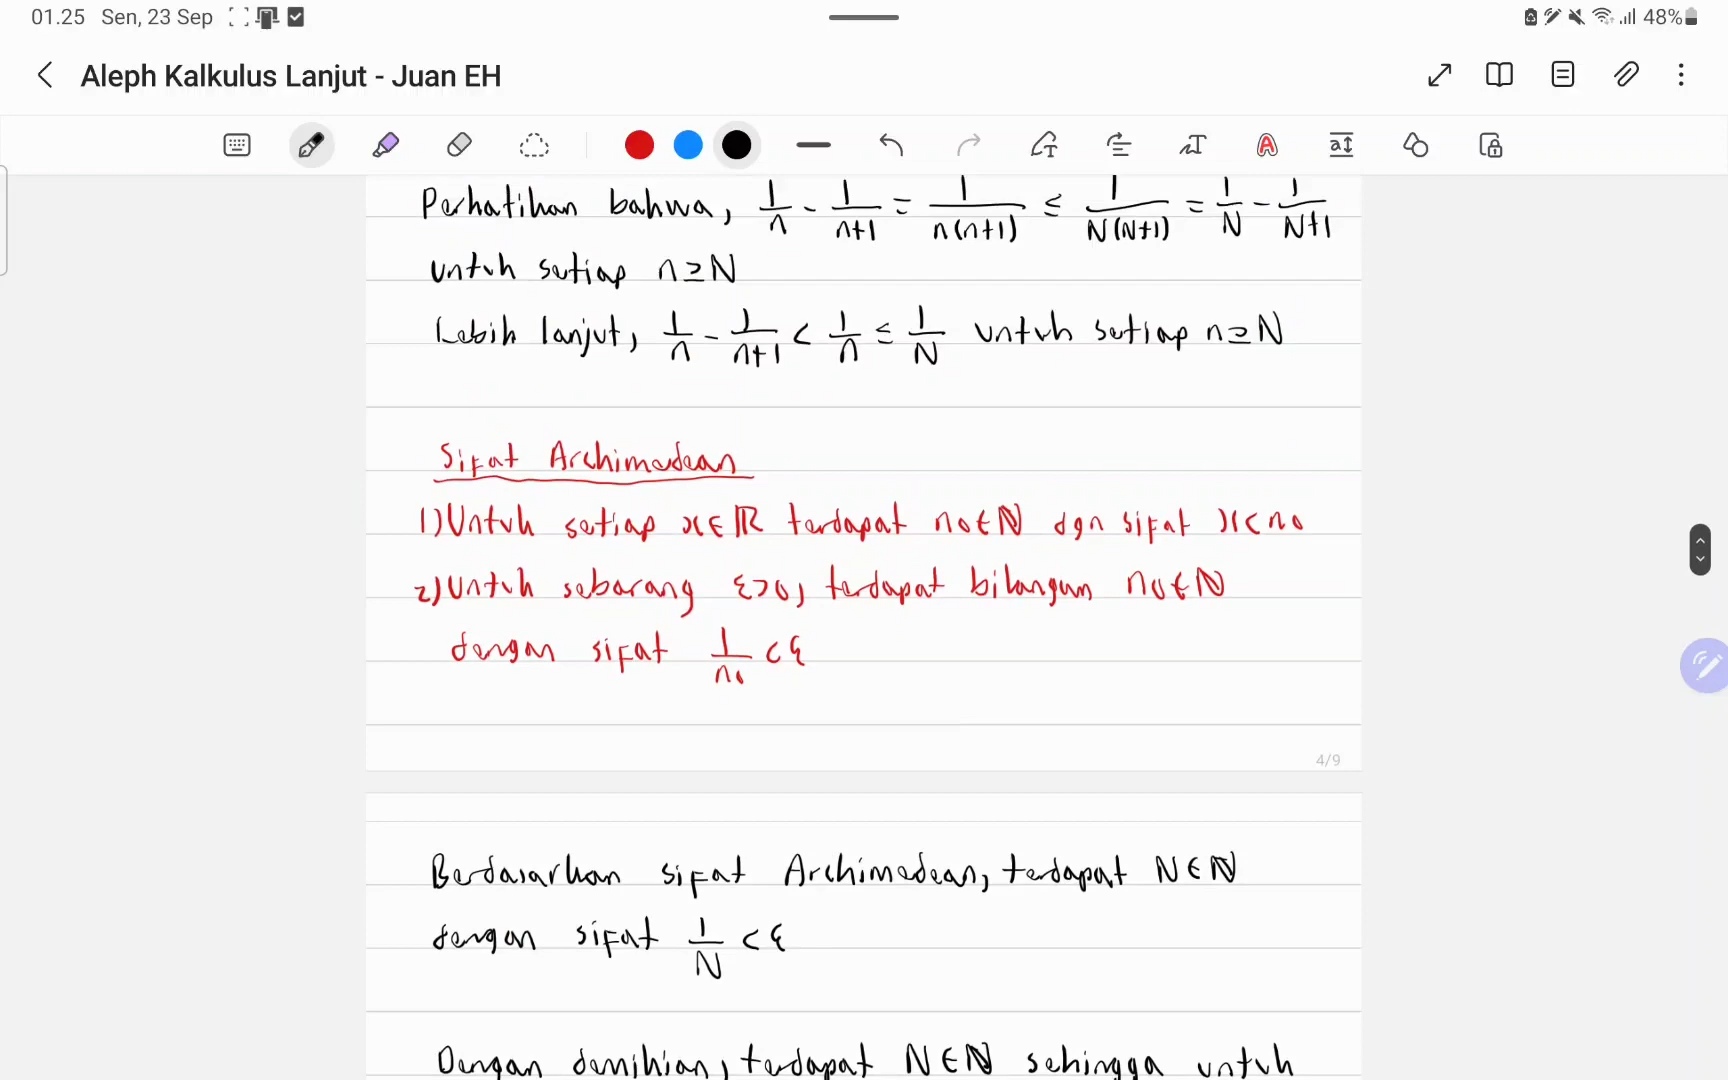 01.25 Sen, 23 Sep
48%
Aleph Kalkulus Lanjut - Juan EH
Perhatikan bahwa, 1/n - 1/(n+1) = 1/(n(n+1)) ≤ 1/(N(N+1)) = 1/N - 1/(N+1)
untuk setiap n ≥ N
Lebih lanjut, 1/n - 1/(n+1) < 1/n ≤ 1/N untuk setiap n ≥ N
Sifat Archimedean
1) Untuk setiap x ∈ ℝ terdapat n₀ ∈ ℕ dgn sifat x < n₀
2) Untuk sebarang ε > 0, terdapat bilangan n₀ ∈ ℕ
dengan sifat 1/n₀ < ε
4/9
Berdasarkan sifat Archimedean, terdapat N ∈ ℕ
dengan sifat 1/N < ε
Dengan demikian, terdapat N ∈ ℕ sehingga untuk